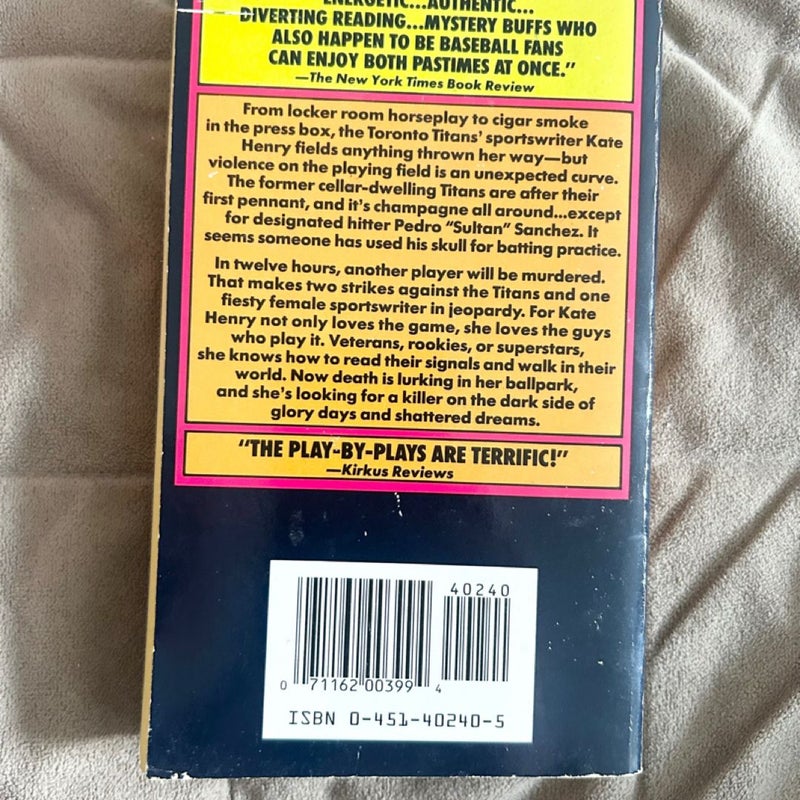 ENERGETIC...AUTHENTIC...
DIVERTING READING...MYSTERY BUFFS WHO
ALSO HAPPEN TO BE BASEBALL FANS
CAN ENJOY BOTH PASTIMES AT ONCE."
—The New York Times Book Review
From locker room horseplay to cigar smoke
in the press box, the Toronto Titans' sportswriter Kate
Henry fields anything thrown her way—but
violence on the playing field is an unexpected curve.
The former cellar-dwelling Titans are after their
first pennant, and it's champagne all around...except
for designated hitter Pedro "Sultan" Sanchez. It
seems someone has used his skull for batting practice.
In twelve hours, another player will be murdered.
That makes two strikes against the Titans and one
fiesty female sportswriter in jeopardy. For Kate
Henry not only loves the game, she loves the guys
who play it. Veterans, rookies, or superstars,
she knows how to read their signals and walk in their
world. Now death is lurking in her ballpark,
and she's looking for a killer on the dark side of
glory days and shattered dreams.
"THE PLAY-BY-PLAYS ARE TERRIFIC!"
—Kirkus Reviews
40240
0 71162 00399 4
ISBN 0-451-40240-5